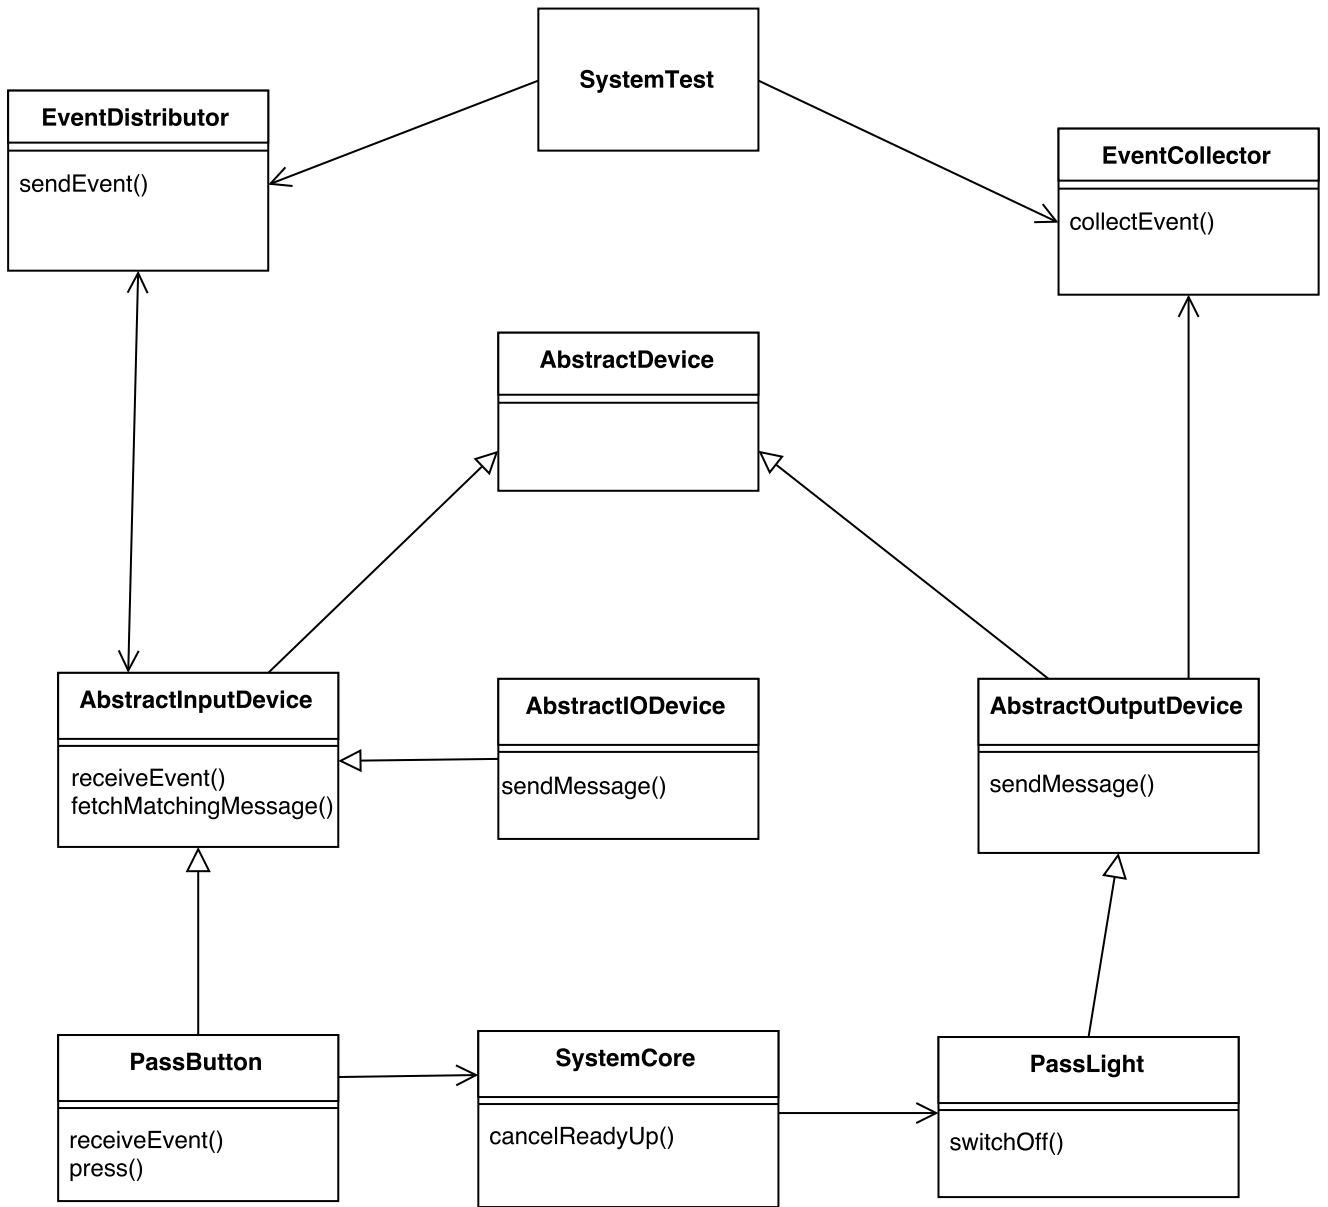 SystemTest
EventDistributor
sendEvent()
EventCollector
collectEvent()
AbstractDevice
AbstractInputDevice
receiveEvent()
fetchMatchingMessage()
AbstractIODevice
sendMessage()
AbstractOutputDevice
sendMessage()
PassButton
receiveEvent()
press()
SystemCore
cancelReadyUp()
PassLight
switchOff()